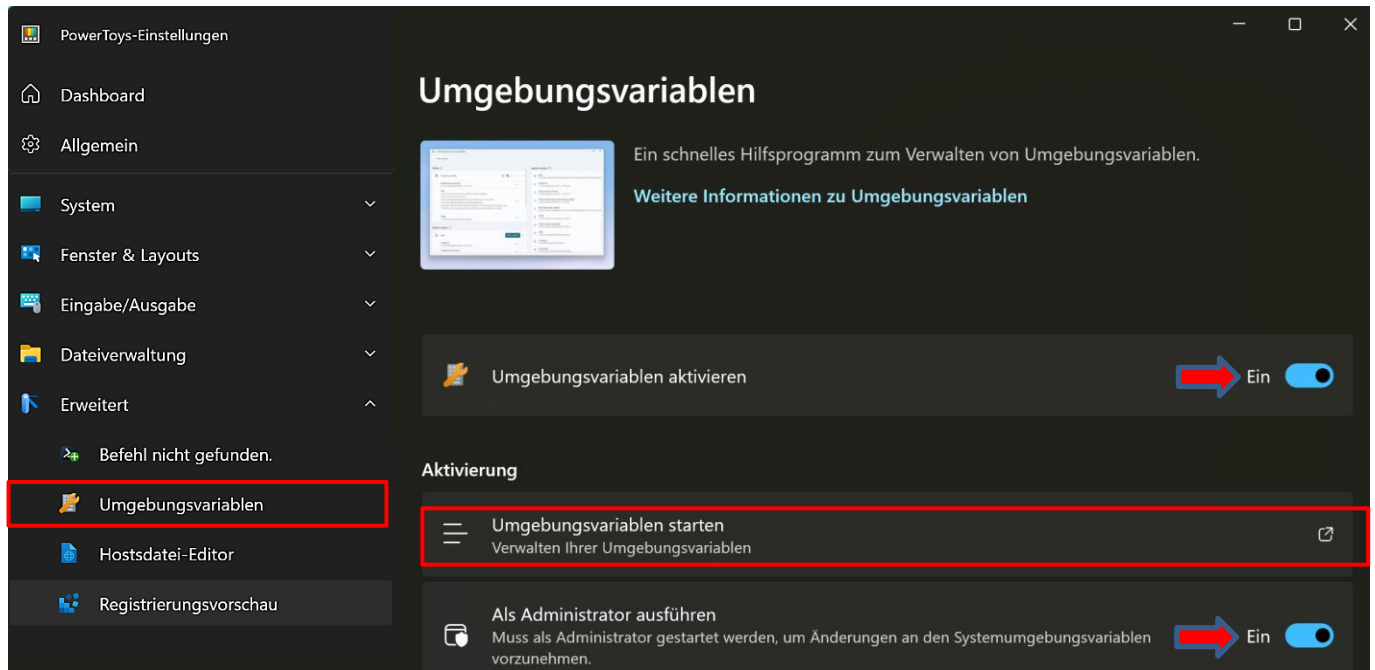 PowerToys-Einstellungen
Dashboard
Allgemein
System
Fenster & Layouts
Eingabe/Ausgabe
Dateiverwaltung
Erweitert
Befehl nicht gefunden.
Umgebungsvariablen
Hostsdatei-Editor
Registrierungsvorschau
Umgebungsvariablen
Ein schnelles Hilfsprogramm zum Verwalten von Umgebungsvariablen.
Weitere Informationen zu Umgebungsvariablen
Umgebungsvariablen aktivieren
Ein
Aktivierung
Umgebungsvariablen starten
Verwalten Ihrer Umgebungsvariablen
Als Administrator ausführen
Muss als Administrator gestartet werden, um Änderungen an den Systemumgebungsvariablen
vorzunehmen.
Ein